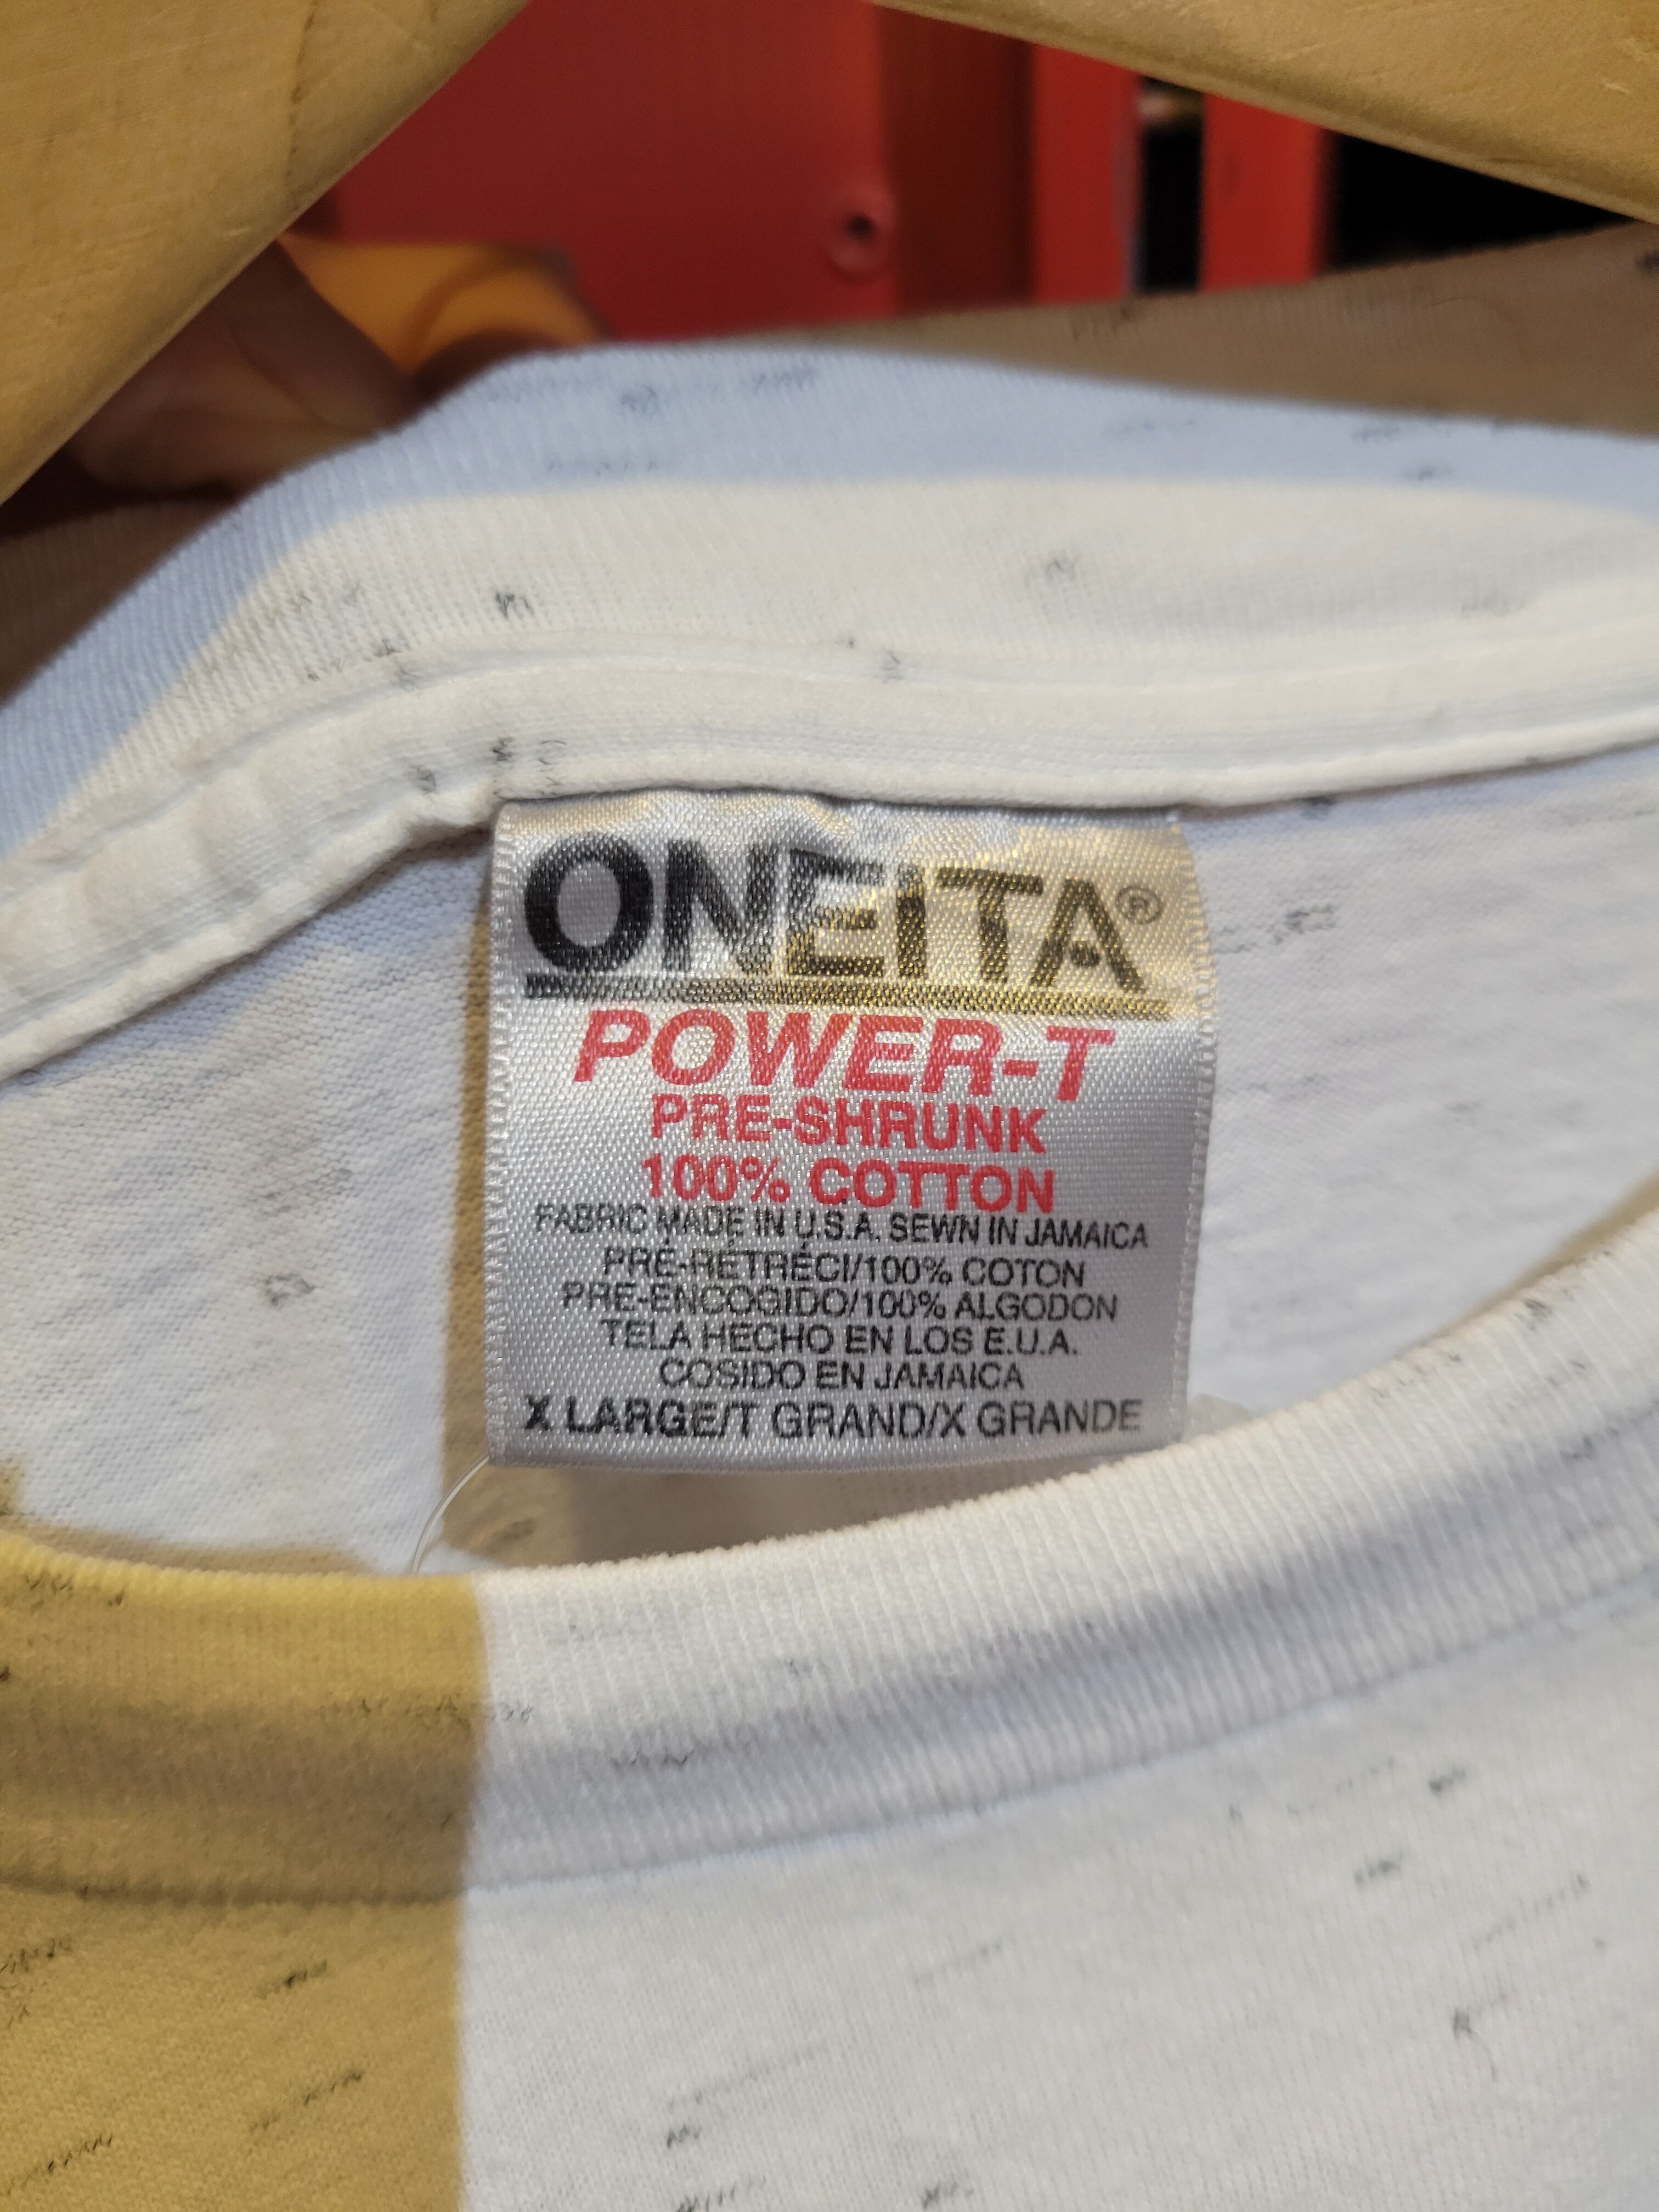 ONEITA®
POWER-T
PRE-SHRUNK
100% COTTON
FABRIC MADE IN U.S.A. SEWN IN JAMAICA
PRÉ-RÉTRÉCI/100% COTON
PRE-ENCOGIDO/100% ALGODON
TELA HECHO EN LOS E.U.A.
COSIDO EN JAMAICA
X LARGE/T GRAND/X GRANDE